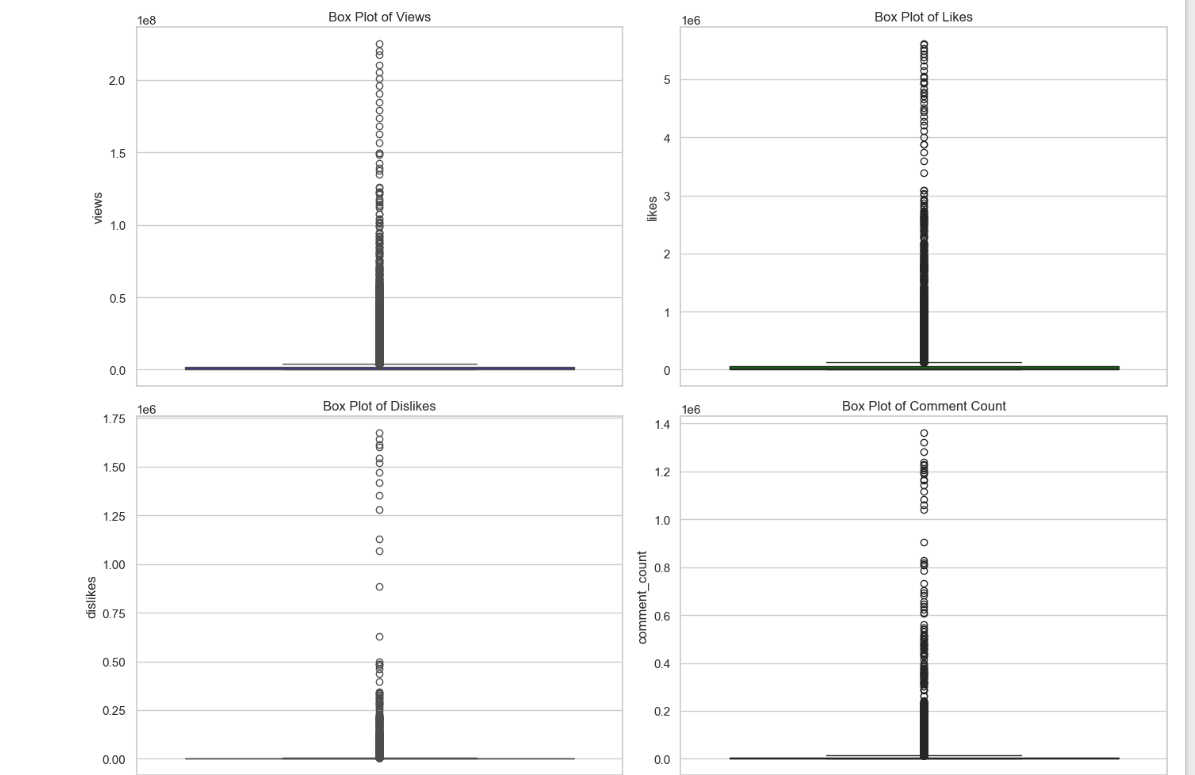 Box Plot of Views
1e8
2.0
1.5
1.0
0.5
0.0
views
Box Plot of Likes
1e6
5
4
3
2
1
0
likes
Box Plot of Dislikes
1e6
1.75
1.50
1.25
1.00
0.75
0.50
0.25
0.00
dislikes
Box Plot of Comment Count
1e6
1.4
1.2
1.0
0.8
0.6
0.4
0.2
0.0
comment_count